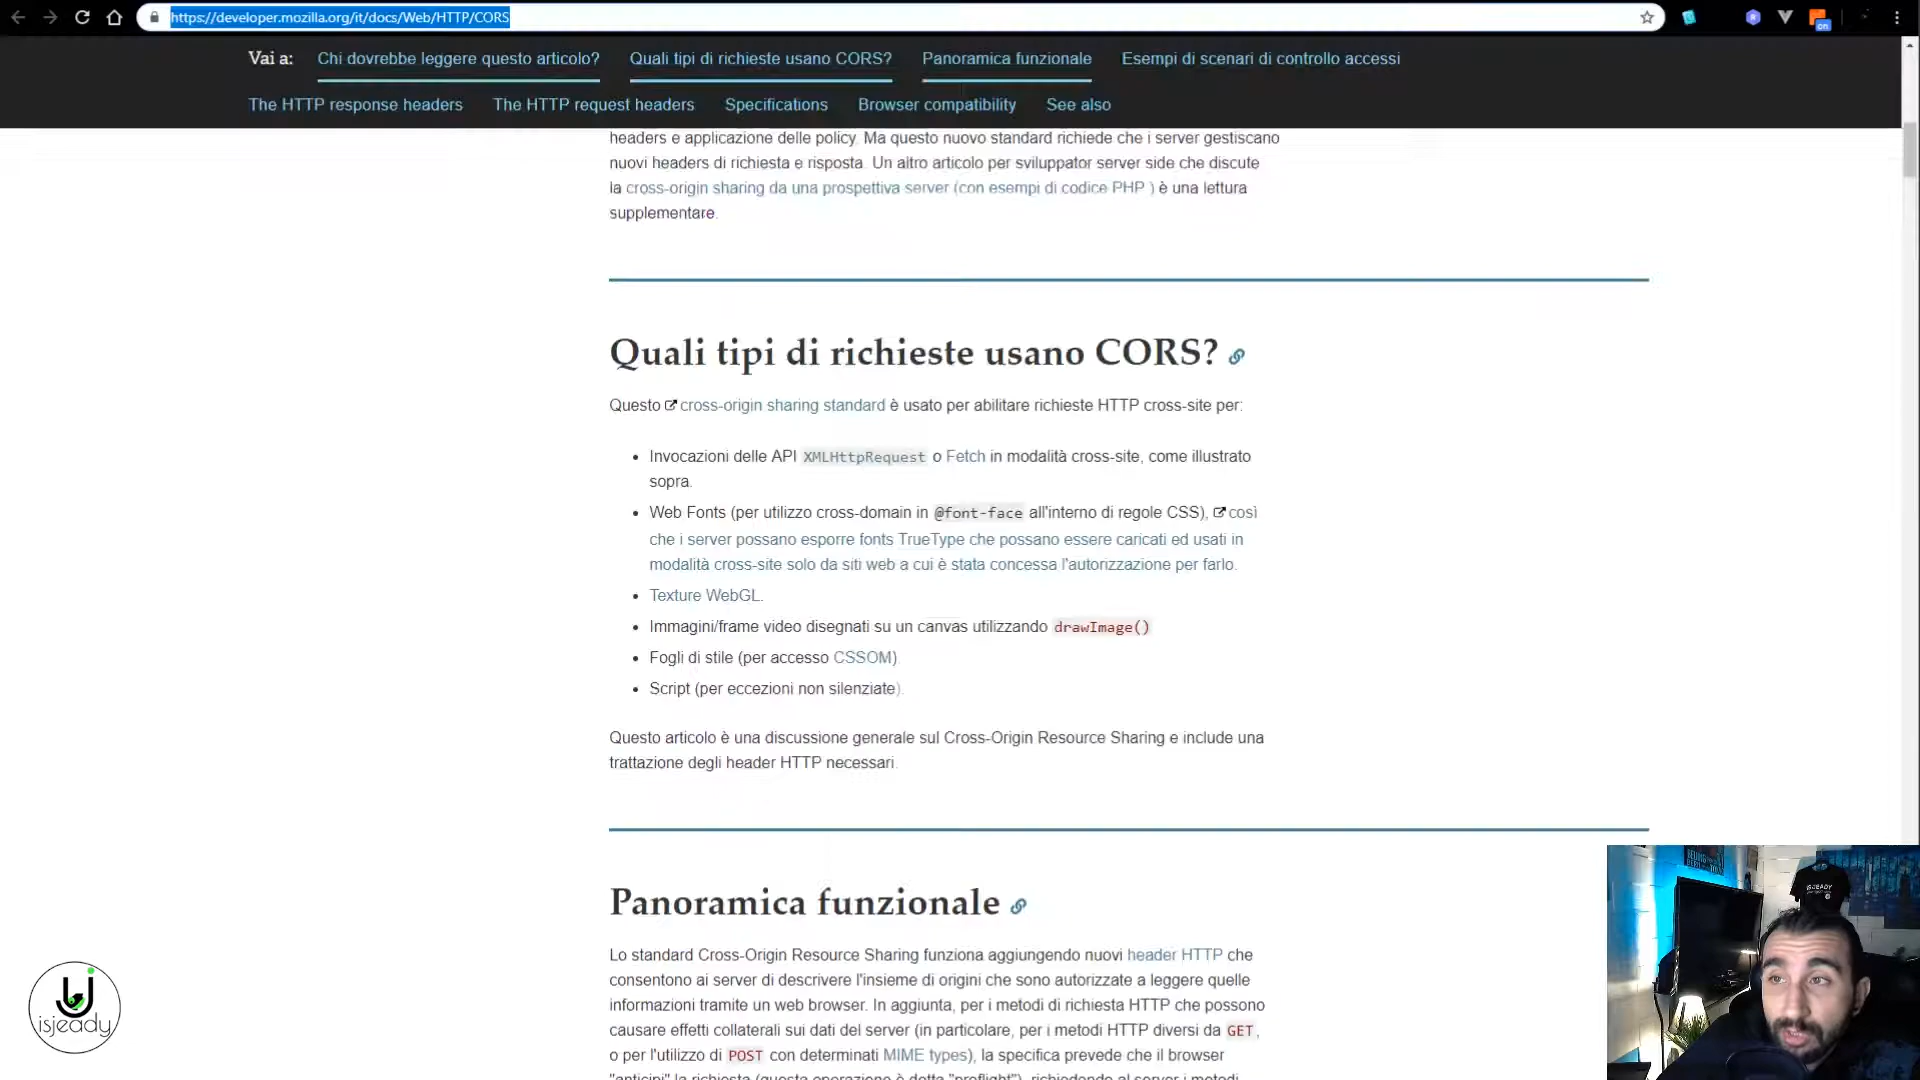 https://developer.mozilla.org/it/docs/Web/HTTP/CORS
on
Vai a: Chi dovrebbe leggere questo articolo? Quali tipi di richieste usano CORS? Panoramica funzionale Esempi di scenari di controllo accessi
The HTTP response headers The HTTP request headers Specifications Browser compatibility See also
headers e applicazione delle policy. Ma questo nuovo standard richiede che i server gestiscano
nuovi headers di richiesta e risposta. Un altro articolo per sviluppator server side che discute
la cross-origin sharing da una prospettiva server (con esempi di codice PHP ) è una lettura
supplementare.
Quali tipi di richieste usano CORS?
Questo cross-origin sharing standard è usato per abilitare richieste HTTP cross-site per:
• Invocazioni delle API XMLHttpRequest o Fetch in modalità cross-site, come illustrato
sopra.
• Web Fonts (per utilizzo cross-domain in @font-face all'interno di regole CSS), così
che i server possano esporre fonts TrueType che possano essere caricati ed usati in
modalità cross-site solo da siti web a cui è stata concessa l'autorizzazione per farlo.
• Texture WebGL.
• Immagini/frame video disegnati su un canvas utilizzando drawImage()
• Fogli di stile (per accesso CSSOM)
• Script (per eccezioni non silenziate).
Questo articolo è una discussione generale sul Cross-Origin Resource Sharing e include una
trattazione degli header HTTP necessari.
Panoramica funzionale
Lo standard Cross-Origin Resource Sharing funziona aggiungendo nuovi header HTTP che
consentono ai server di descrivere l'insieme di origini che sono autorizzate a leggere quelle
informazioni tramite un web browser. In aggiunta, per i metodi di richiesta HTTP che possono
causare effetti collaterali sui dati del server (in particolare, per i metodi HTTP diversi da GET,
o per l'utilizzo di POST con determinati MIME types), la specifica prevede che il browser
"anticipi" la richiesta (questa operazione è detta "preflight"), richiedendo al server i metodi
isjeady
ISJEADY